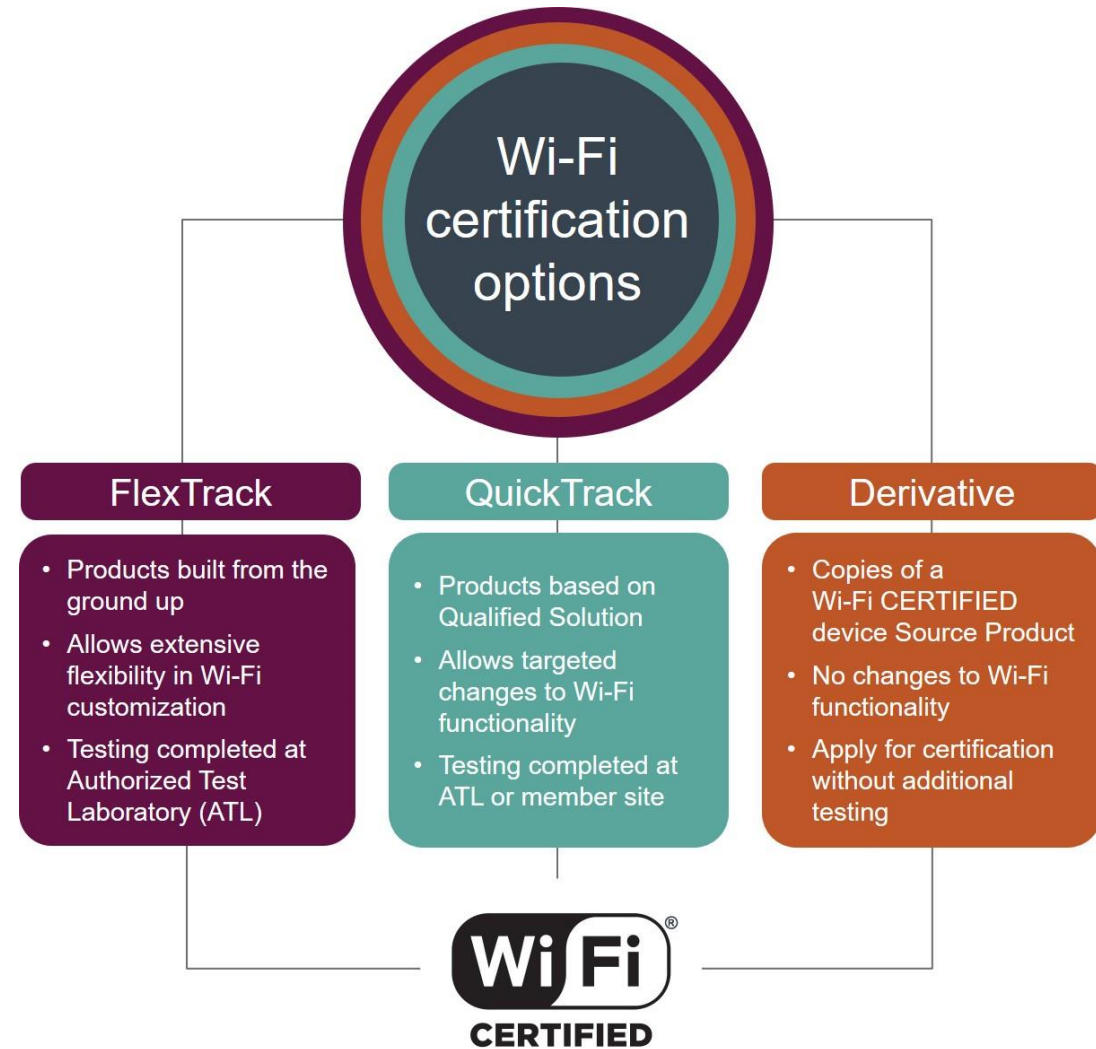 Wi-Fi
certification
options
FlexTrack
• Products built from the
ground up
• Allows extensive
flexibility in Wi-Fi
customization
• Testing completed at
Authorized Test
Laboratory (ATL)
QuickTrack
• Products based on
Qualified Solution
• Allows targeted
changes to Wi-Fi
functionality
• Testing completed at
ATL or member site
Derivative
• Copies of a
Wi-Fi CERTIFIED
device Source Product
• No changes to Wi-Fi
functionality
• Apply for certification
without additional
testing
Wi Fi®
CERTIFIED